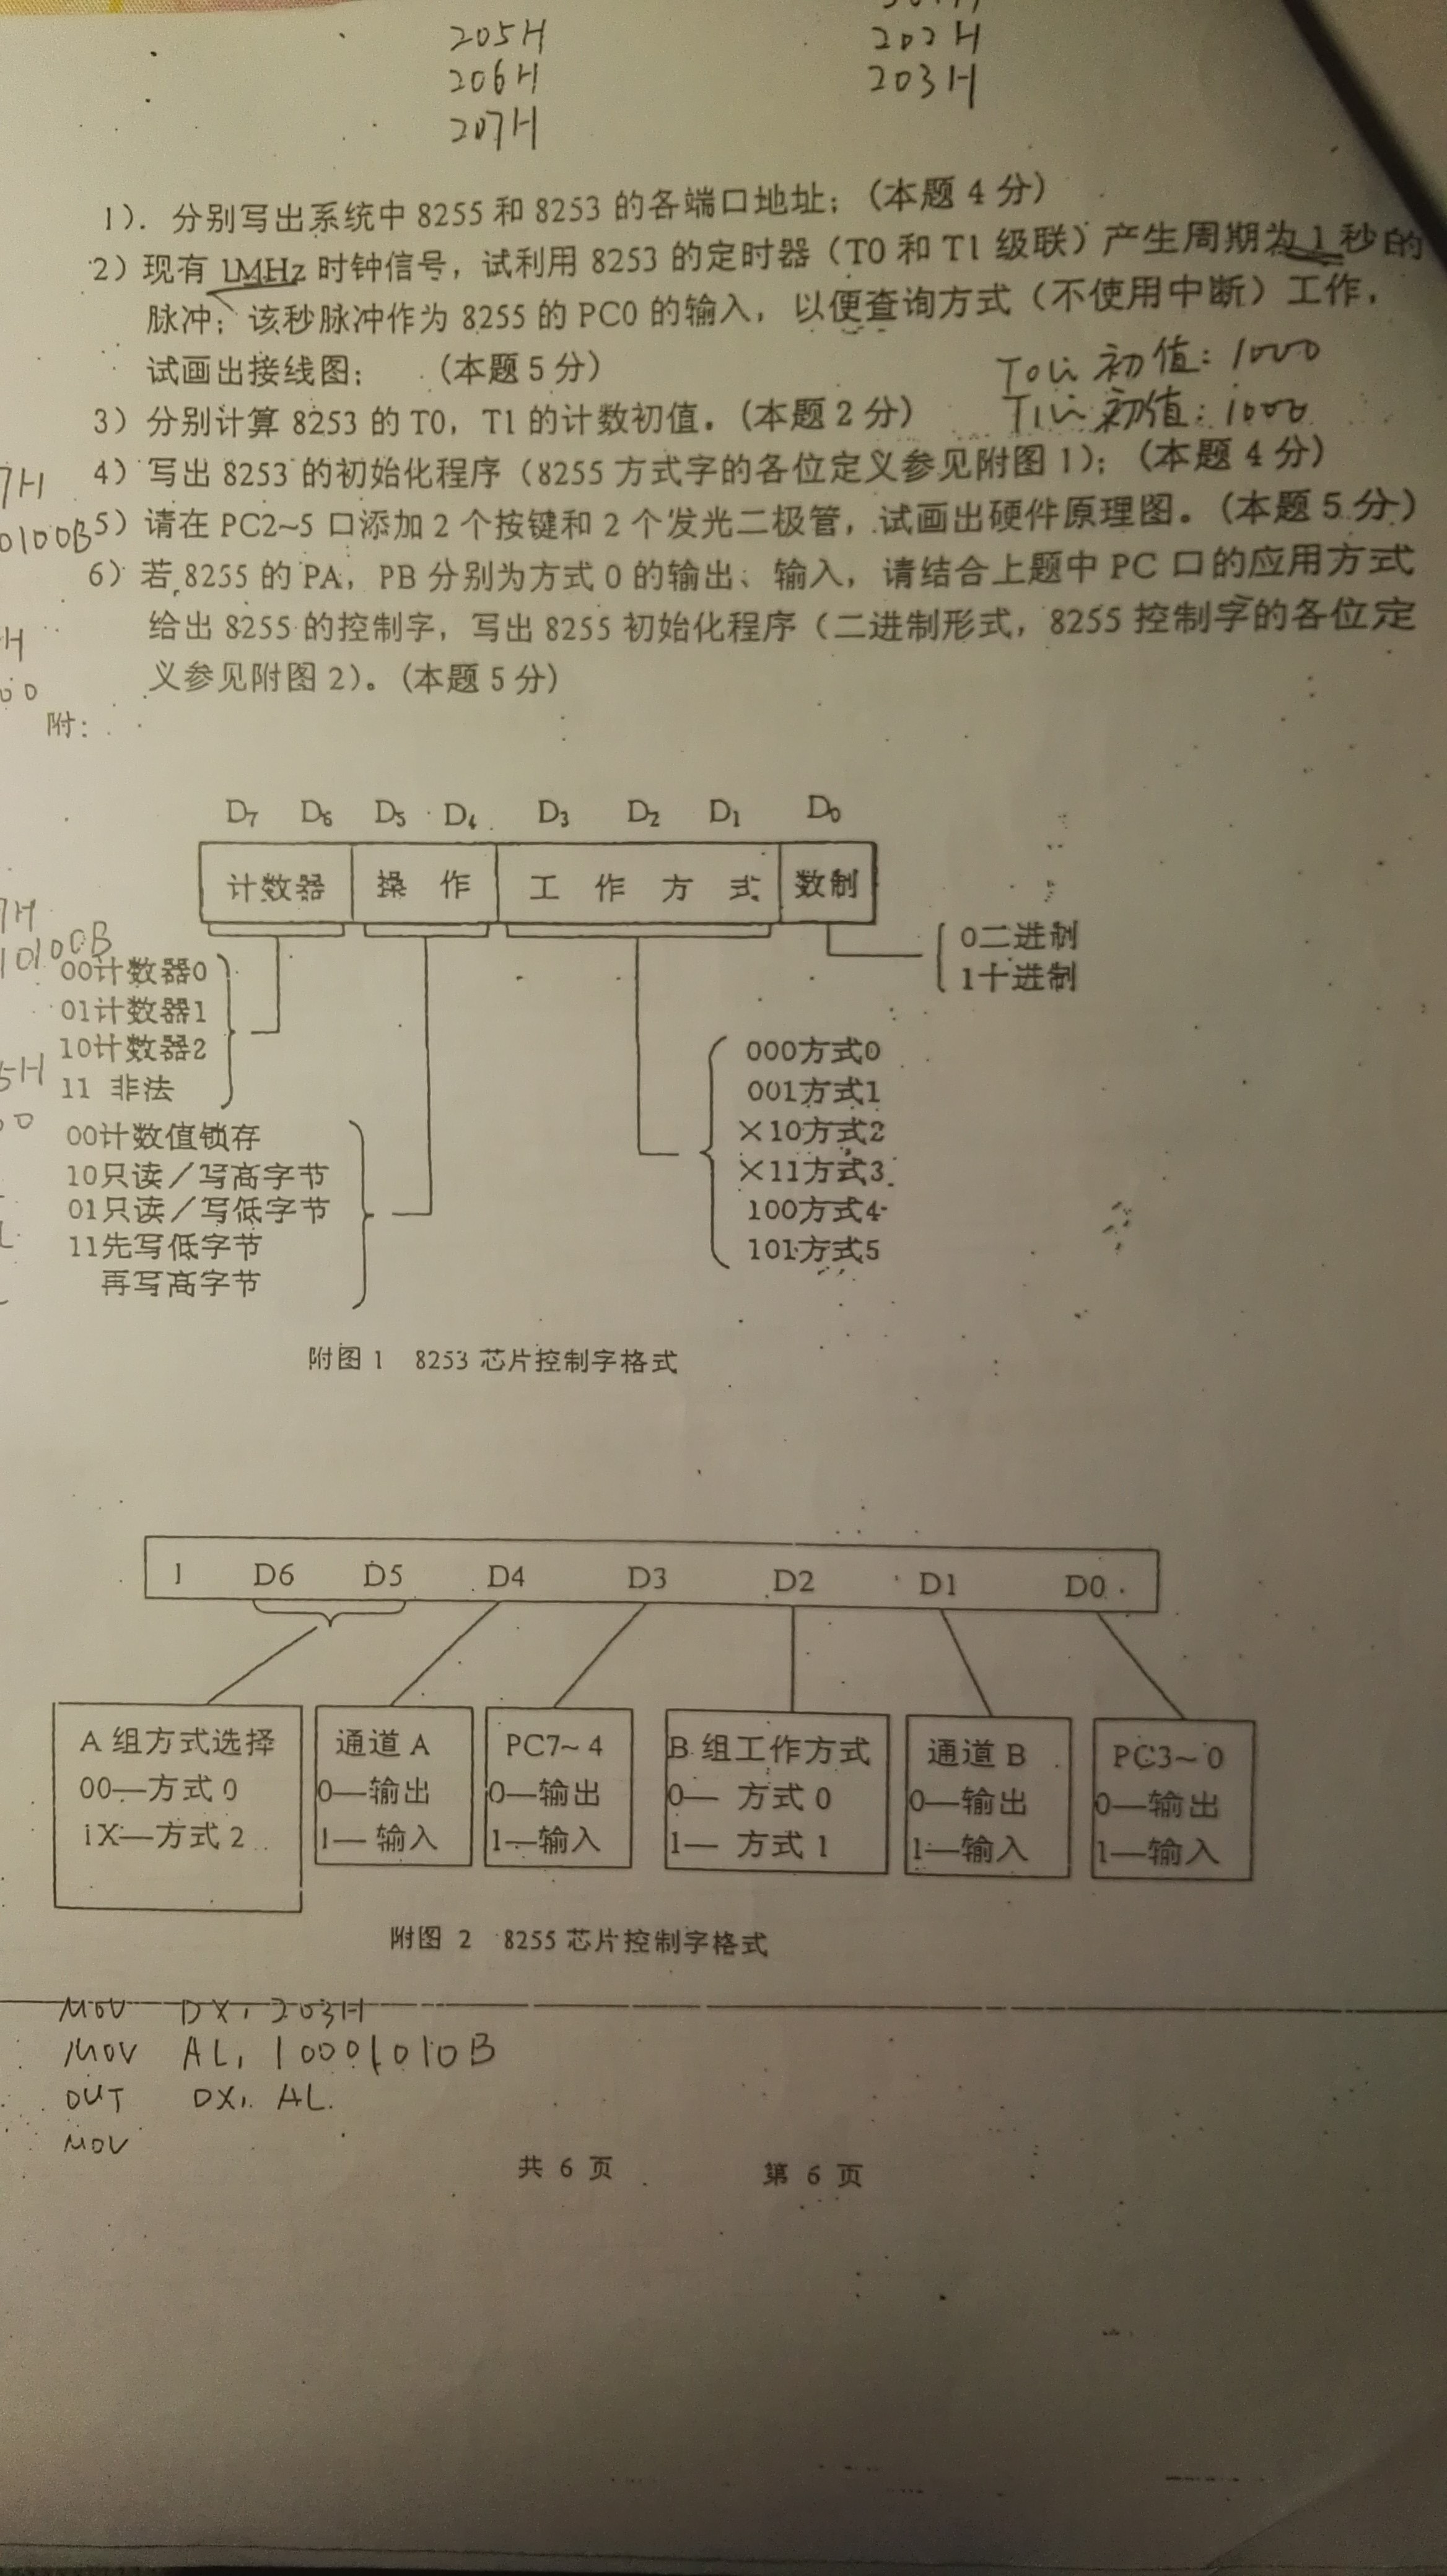 205H
202H
206H
203H
207H
1）．分别写出系统中 8255 和 8253 的各端口地址；（本题 4 分）
2）现有 1MHz 时钟信号，试利用 8253 的定时器（T0 和 T1 级联）产生周期为 1 秒的
脉冲；该秒脉冲作为 8255 的 PC0 的输入，以便查询方式（不使用中断）工作，
试画出接线图；（本题 5 分）
T0的初值：1000
3）分别计算 8253 的 T0，T1 的计数初值。（本题 2 分）
T1的初值：1000
4）写出 8253 的初始化程序（8255 方式字的各位定义参见附图 1）；（本题 4 分）
7H
5）请在 PC2~5 口添加 2 个按键和 2 个发光二极管，试画出硬件原理图。（本题 5 分）
0100B
6）若 8255 的 PA，PB 分别为方式 0 的输出、输入，请结合上题中 PC 口的应用方式
给出 8255 的控制字，写出 8255 初始化程序（二进制形式，8255 控制字的各位定
H
义参见附图 2）。（本题 5 分）
00
附：
D7 D6 D5 D4 D3 D2 D1 D0
计数器 操 作 工 作 方 式 数制
7H
10100B
0二进制
1十进制
00计数器0
01计数器1
10计数器2
11 非法
5H
00计数值锁存
10只读／写高字节
01只读／写低字节
11先写低字节
再写高字节
000方式0
001方式1
×10方式2
×11方式3
100方式4
101方式5
附图 1 8253 芯片控制字格式
1 D6 D5 D4 D3 D2 D1 D0
A 组方式选择
00—方式 0
1X—方式 2
通道 A
0—输出
1—输入
PC7~4
0—输出
1—输入
B 组工作方式
0— 方式 0
1— 方式 1
通道 B
0—输出
1—输入
PC3~0
0—输出
1—输入
附图 2 8255 芯片控制字格式
MOV DX, 203H
MOV AL, 10001010B
OUT DX, AL
MOV
共 6 页 第 6 页